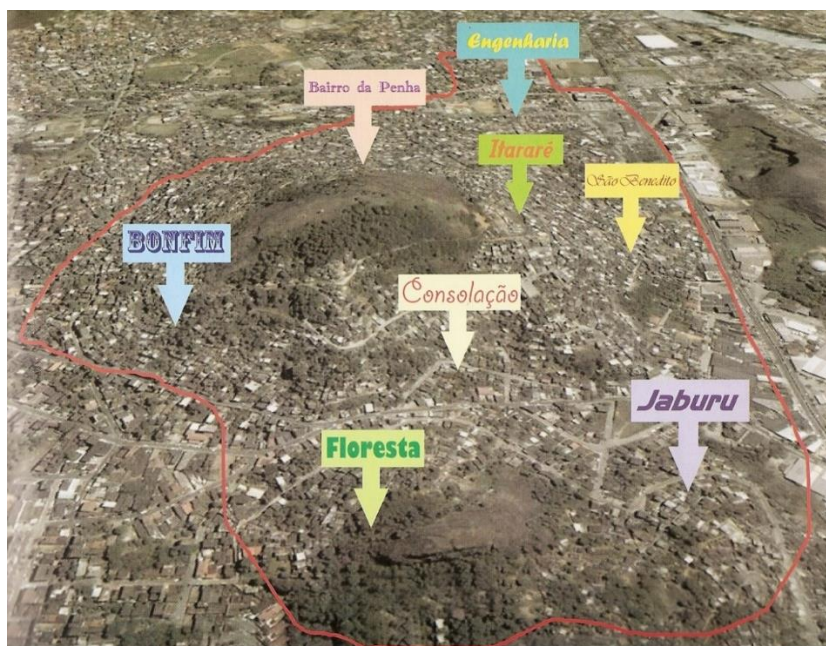 Engenharia
Bairro da Penha
Itararé
São Benedito
BONFIM
Consolação
Jaburu
Floresta